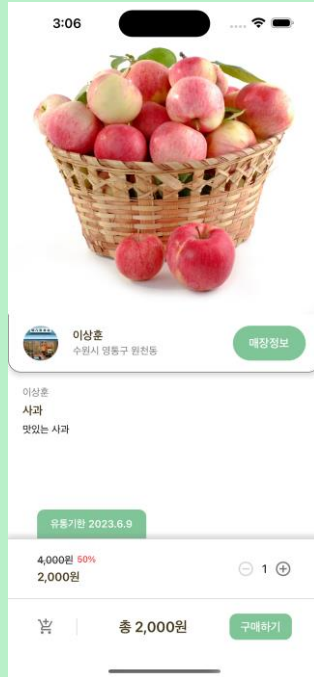 3:06
이상훈
수원시 영통구 원천동
매장정보
이상훈
사과
맛있는 사과
유통기한 2023.6.9
4,000원 50%
2,000원
1
총 2,000원
구매하기